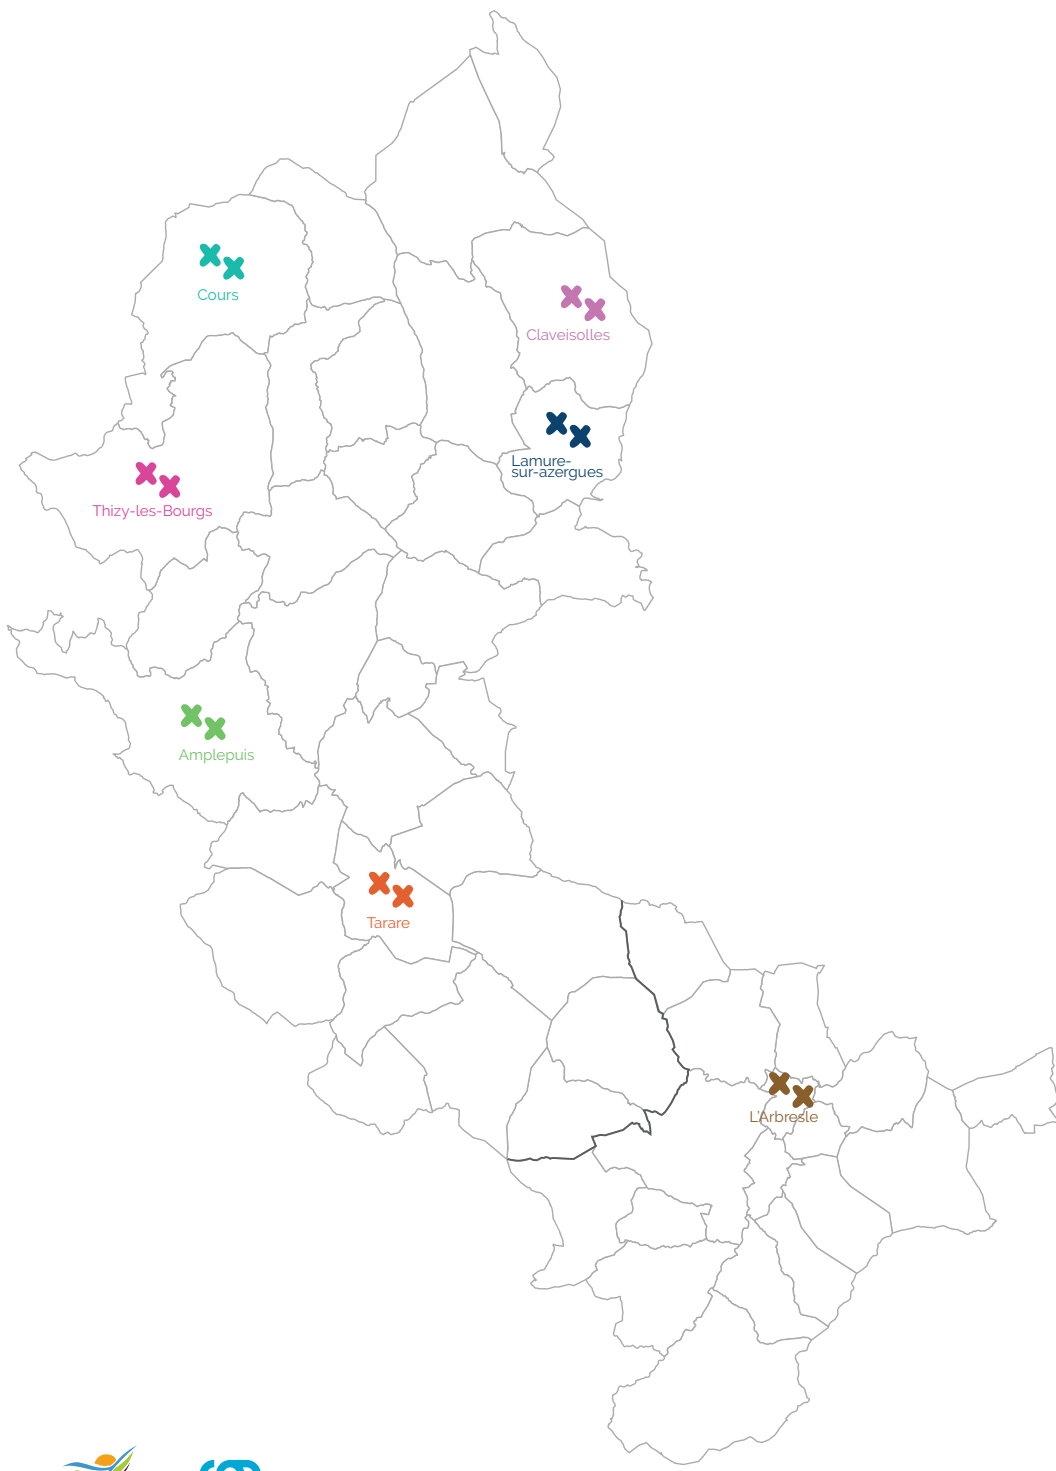 Cours
Claveisolles
Lamure-
sur-azergues
Thizy-les-Bourgs
Amplepuis
Tarare
L'Arbresle